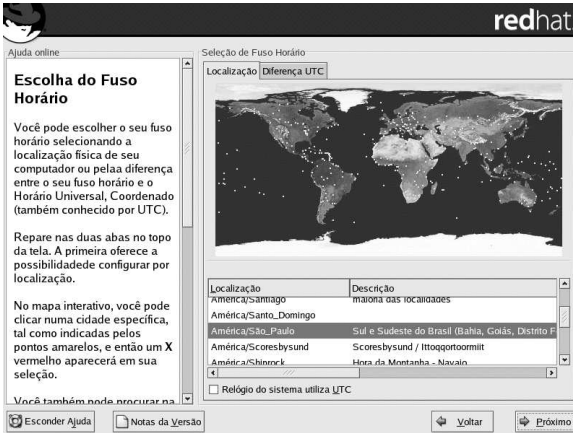 redhat
Ajuda online
Escolha do Fuso
Horário
Você pode escolher o seu fuso
horário selecionando a
localização física de seu
computador ou pelaa diferença
entre o seu fuso horário e o
Horário Universal, Coordenado
(também conhecido por UTC).
Repare nas duas abas no topo
da tela. A primeira oferece a
possibilidadede configurar por
localização.
No mapa interativo, você pode
clicar numa cidade específica,
tal como indicadas pelos
pontos amarelos, e então um X
vermelho aparecerá em sua
seleção.
Você também pode procurar na
Seleção de Fuso Horário
Localização Diferença UTC
Localização Descrição
América/Santiago maioria das localidades
América/Santo_Domingo
América/São_Paulo Sul e Sudeste do Brasil (Bahia, Goiás, Distrito F
América/Scoresbysund Scoresbysund / Ittoqqortoormiit
América/Shiprock Hora da Montanha - Navajo
Relógio do sistema utiliza UTC
Esconder Ajuda Notas da Versão Voltar Próximo